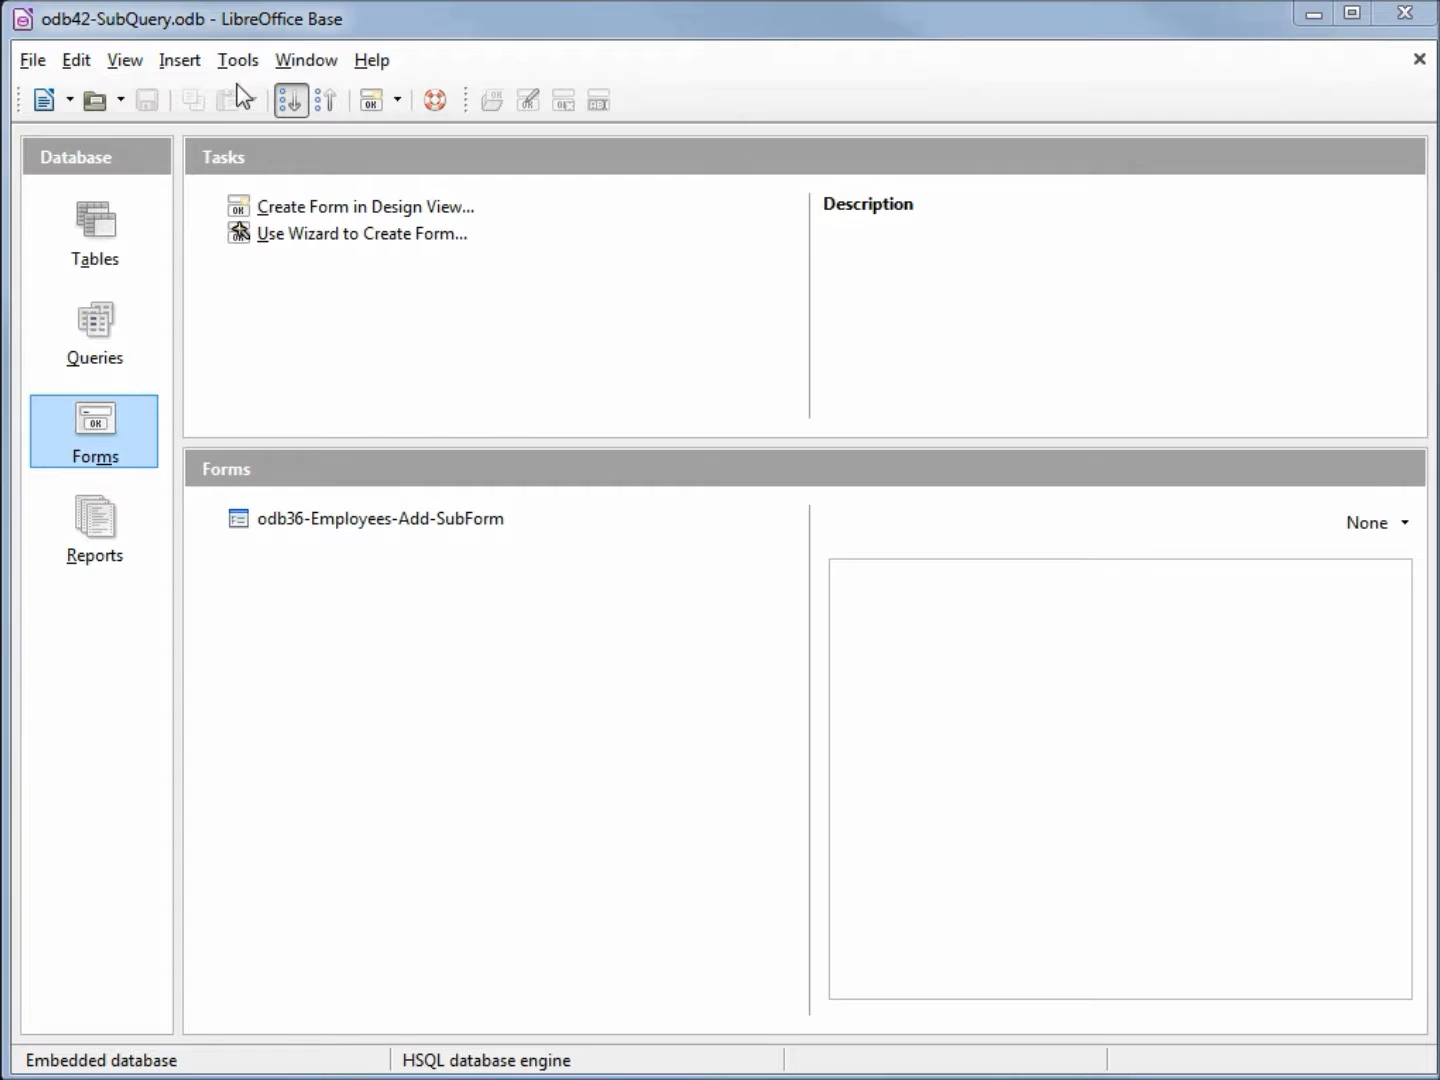 odb42-SubQuery.odb - LibreOffice Base
File Edit View Insert Tools Window Help
Database
Tasks
Tables
Queries
Forms
Reports
Create Form in Design View...
Use Wizard to Create Form...
Description
Forms
odb36-Employees-Add-SubForm
None
Embedded database
HSQL database engine